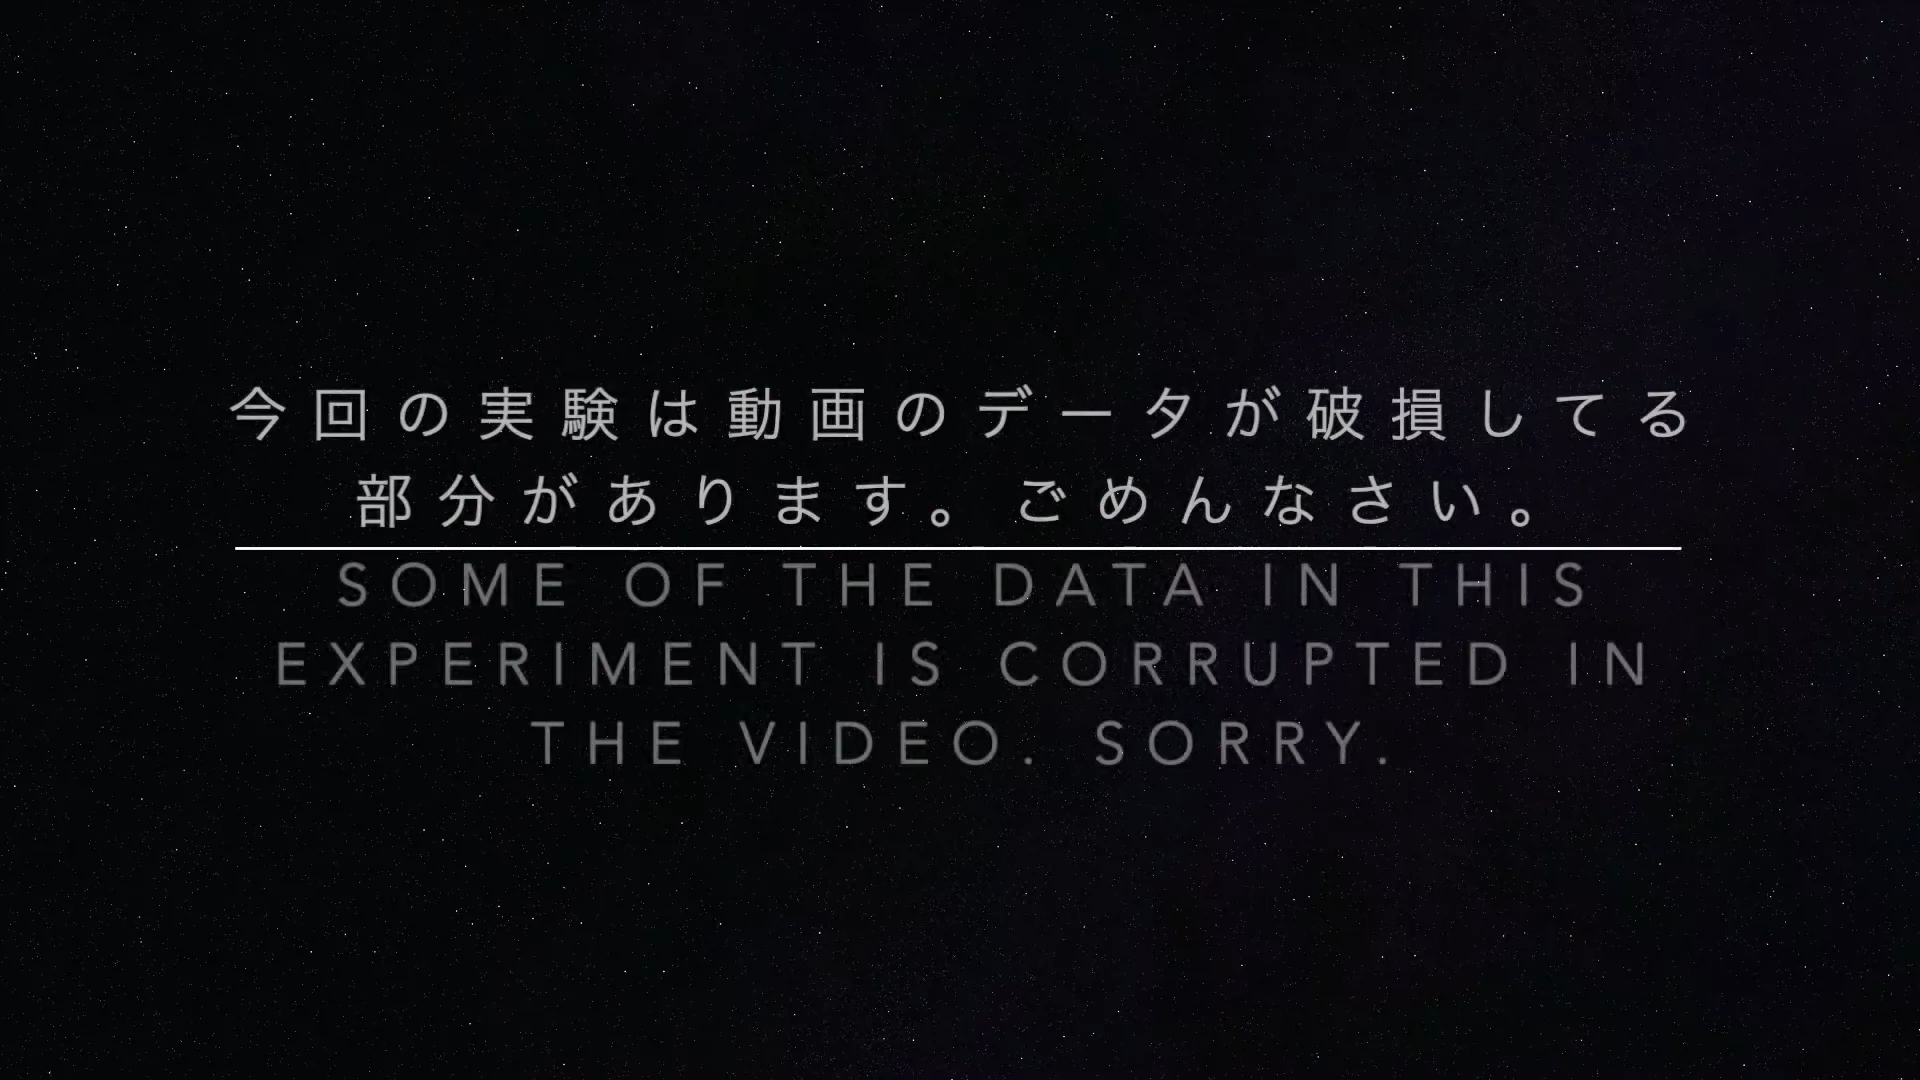 今回の実験は動画のデータが破損してる
部分があります。ごめんなさい。
SOME OF THE DATA IN THIS
EXPERIMENT IS CORRUPTED IN
THE VIDEO. SORRY.